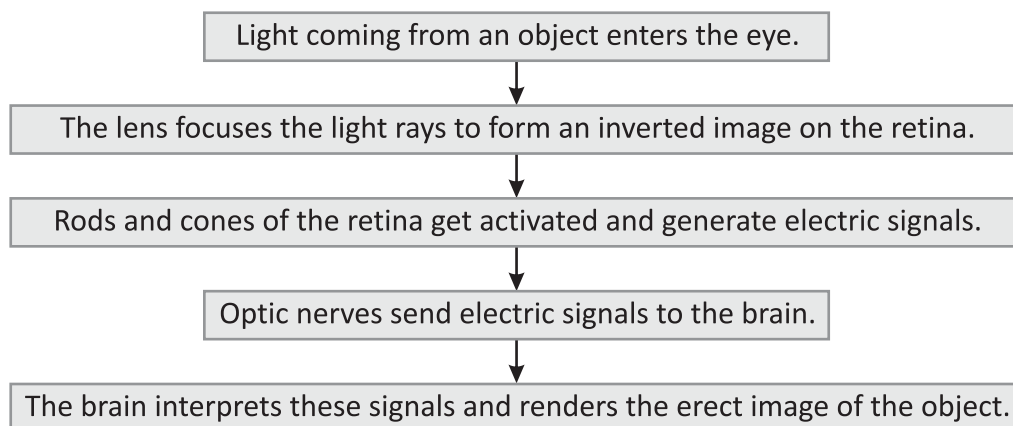 Light coming from an object enters the eye.
The lens focuses the light rays to form an inverted image on the retina.
Rods and cones of the retina get activated and generate electric signals.
Optic nerves send electric signals to the brain.
The brain interprets these signals and renders the erect image of the object.